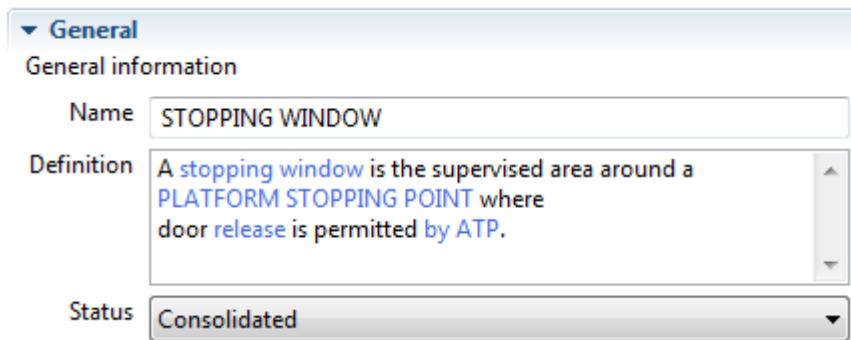 General
General information
Name STOPPING WINDOW
Definition A stopping window is the supervised area around a
PLATFORM STOPPING POINT where
door release is permitted by ATP.
Status Consolidated